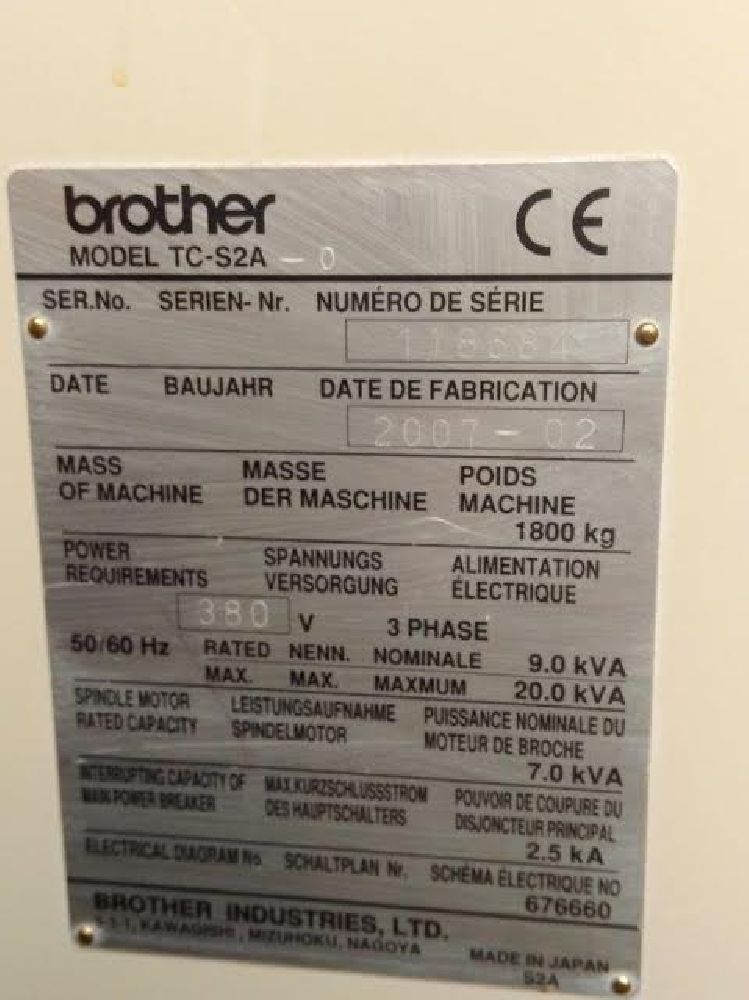 brother
CE
MODEL TC-S2A - 0
SER.No. SERIEN- Nr. NUMÉRO DE SÉRIE
118684
DATE BAUJAHR DATE DE FABRICATION
2007-02
MASS MASSE POIDS
OF MACHINE DER MASCHINE MACHINE
1800 kg
POWER SPANNUNGS ALIMENTATION
REQUIREMENTS VERSORGUNG ÉLECTRIQUE
380 V 3 PHASE
50/60 Hz RATED NENN. NOMINALE 9.0 kVA
MAX. MAX. MAXMUM 20.0 kVA
SPINDLE MOTOR LEISTUNGSAUFNAHME PUISSANCE NOMINALE DU
RATED CAPACITY SPINDELMOTOR MOTEUR DE BROCHE
7.0 kVA
INTERRUPTING CAPACITY OF MAX.KURZSCHLUSSSTROM POUVOIR DE COUPURE DU
MAIN POWER BREAKER DES HAUPTSCHALTERS DISJONCTEUR PRINCIPAL
2.5 kA
ELECTRICAL DIAGRAM No. SCHALTPLAN Nr. SCHÉMA ÉLECTRIQUE NO
676660
BROTHER INDUSTRIES, LTD.
5-1-1, KAWAGISHI, MIZUHOKU, NAGOYA
MADE IN JAPAN
S2A